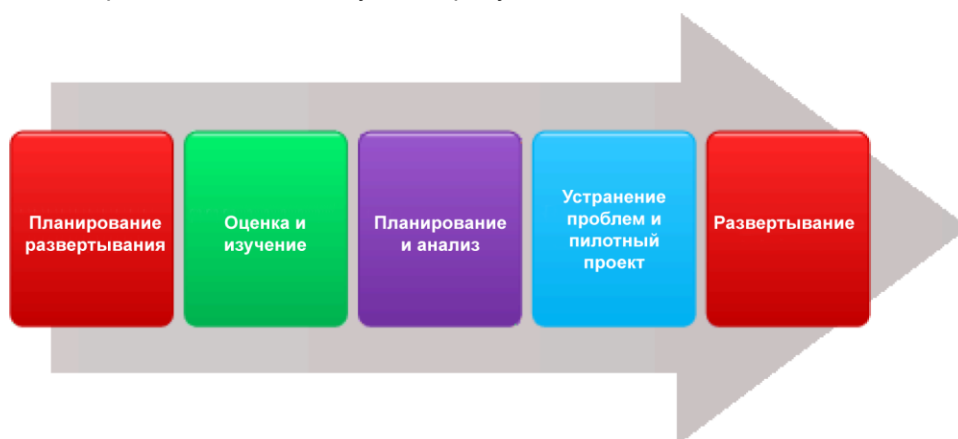 Планирование
развертывания
Оценка и
изучение
Планирование
и анализ
Устранение
проблем и
пилотный
проект
Развертывание